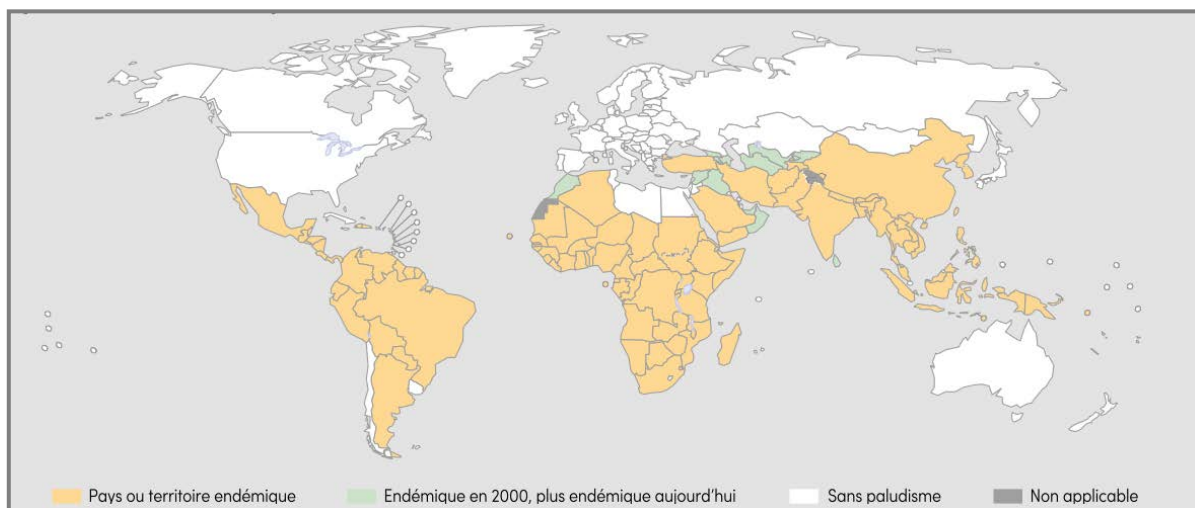 Pays ou territoire endémique
Endémique en 2000, plus endémique aujourd'hui
Sans paludisme
Non applicable